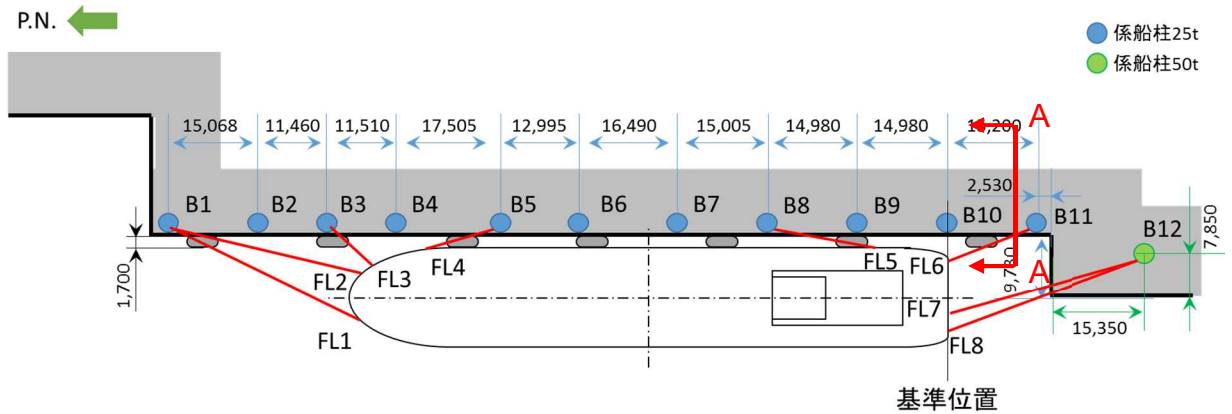 P.N.
係船柱25t
係船柱50t
15,068
11,460
11,510
17,505
12,995
16,490
15,005
14,980
14,980
A
2,530
B1
B2
B3
B4
B5
B6
B7
B8
B9
B10
B11
B12
7,850
1,700
FL2
FL3
FL4
FL5
FL6
A
FL7
15,350
FL1
FL8
基準位置